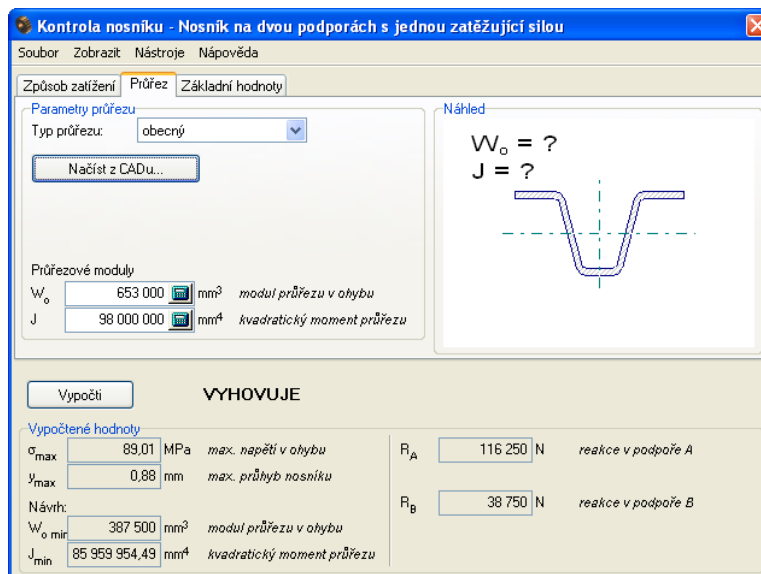 Kontrola nosníku - Nosník na dvou podporách s jednou zatěžující silou
Soubor Zobrazit Nástroje Nápověda
Způsob zatížení Průřez Základní hodnoty
Parametry průřezu
Typ průřezu: obecný
Načíst z CADu...
Průřezové moduly
Wo 653 000 mm³ modul průřezu v ohybu
J 98 000 000 mm⁴ kvadratický moment průřezu
Náhled
Wo = ?
J = ?
Vypočti VYHOVUJE
Vypočtené hodnoty
σmax 89,01 MPa max. napětí v ohybu
ymax 0,88 mm max. průhyb nosníku
Návrh:
Wo min 387 500 mm³ modul průřezu v ohybu
Jmin 85 959 954,49 mm⁴ kvadratický moment průřezu
RA 116 250 N reakce v podpoře A
RB 38 750 N reakce v podpoře B